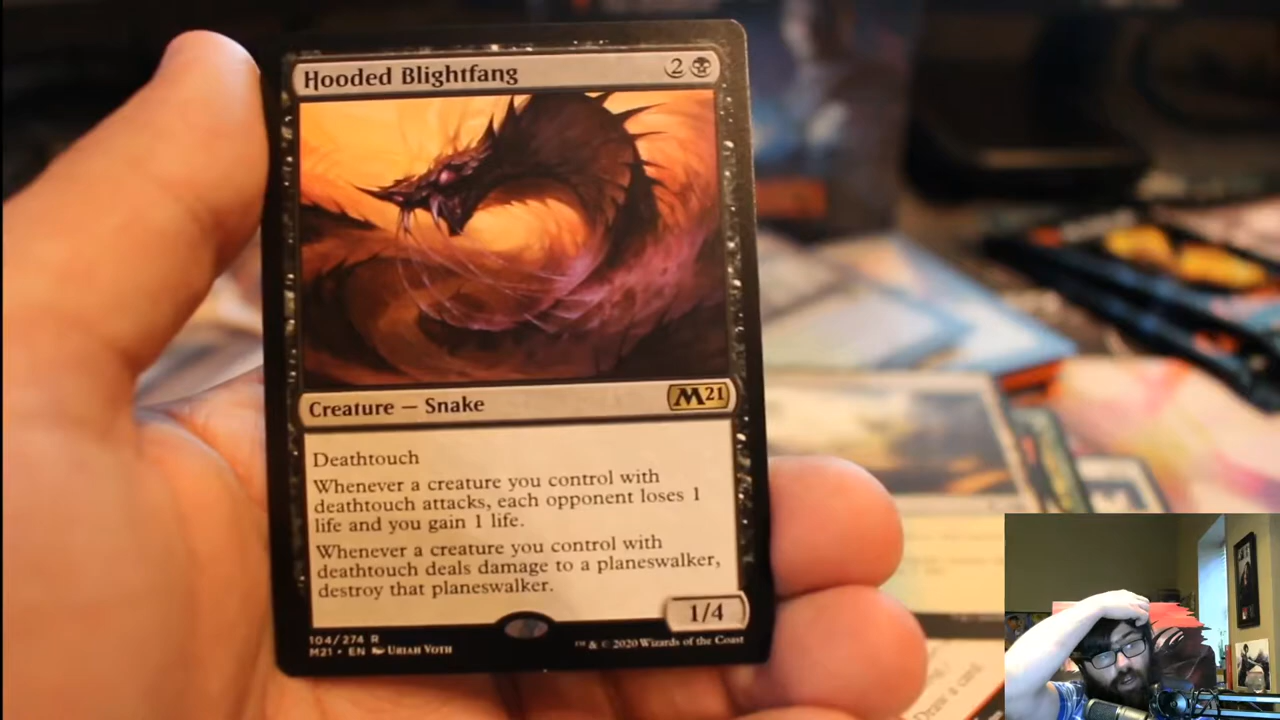 Hooded Blightfang 2
Creature — Snake M21
Deathtouch
Whenever a creature you control with
deathtouch attacks, each opponent loses 1
life and you gain 1 life.
Whenever a creature you control with
deathtouch deals damage to a planeswalker,
destroy that planeswalker.
1/4
104/274 R
M21 • EN Uriah Voth
™ & © 2020 Wizards of the Coast
Draw a card.